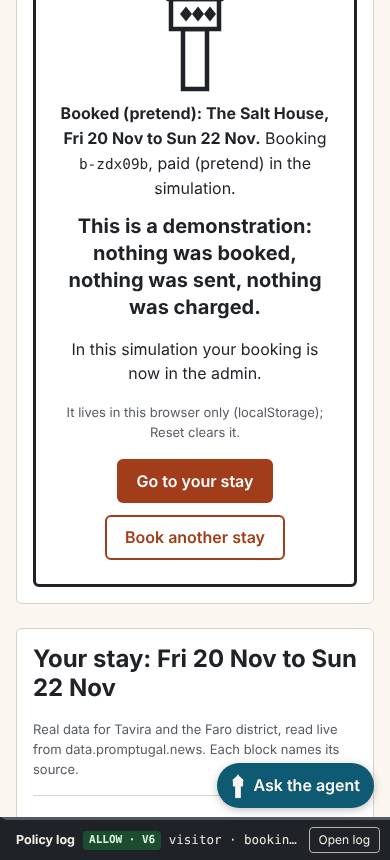 Booked (pretend): The Salt House,
Fri 20 Nov to Sun 22 Nov. Booking
b-zdx09b, paid (pretend) in the
simulation.
This is a demonstration:
nothing was booked,
nothing was sent, nothing
was charged.
In this simulation your booking is
now in the admin.
It lives in this browser only (localStorage);
Reset clears it.
Go to your stay
Book another stay
Your stay: Fri 20 Nov to Sun
22 Nov
Real data for Tavira and the Faro district, read live
from data.promptugal.news. Each block names its
source.
Ask the agent
Policy log ALLOW · V6 visitor · bookin… Open log